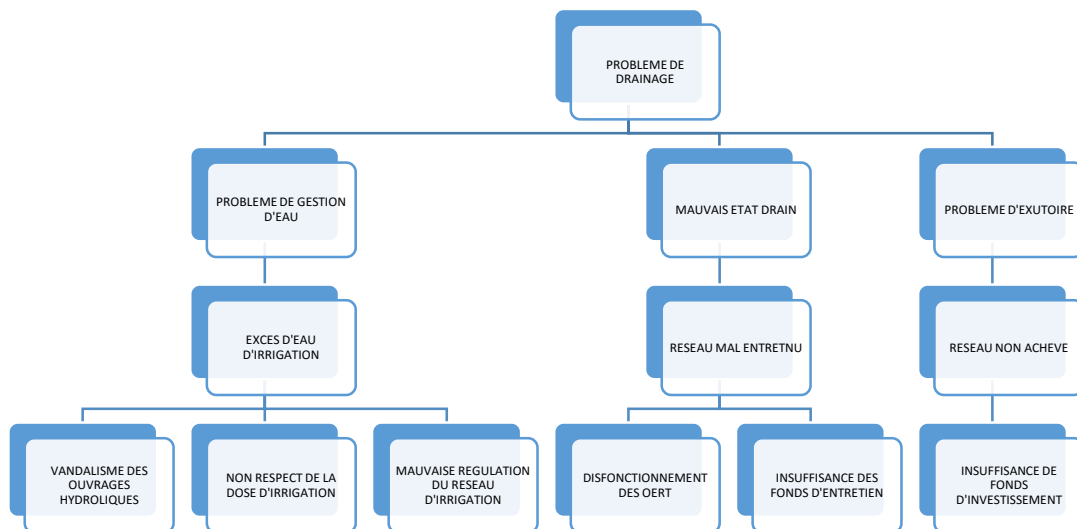 PROBLEME DE
DRAINAGE
PROBLEME DE GESTION
D'EAU
MAUVAIS ETAT DRAIN
PROBLEME D'EXUTOIRE
EXCES D'EAU
D'IRRIGATION
RESEAU MAL ENTRETNU
RESEAU NON ACHEVE
VANDALISME DES
OUVRAGES
HYDROLIQUES
NON RESPECT DE LA
DOSE D'IRRIGATION
MAUVAISE REGULATION
DU RESEAU
D'IRRIGATION
DISFONCTIONNEMENT
DES OERT
INSUFFISANCE DES
FONDS D'ENTRETIEN
INSUFFISANCE DE
FONDS
D'INVESTISSEMENT